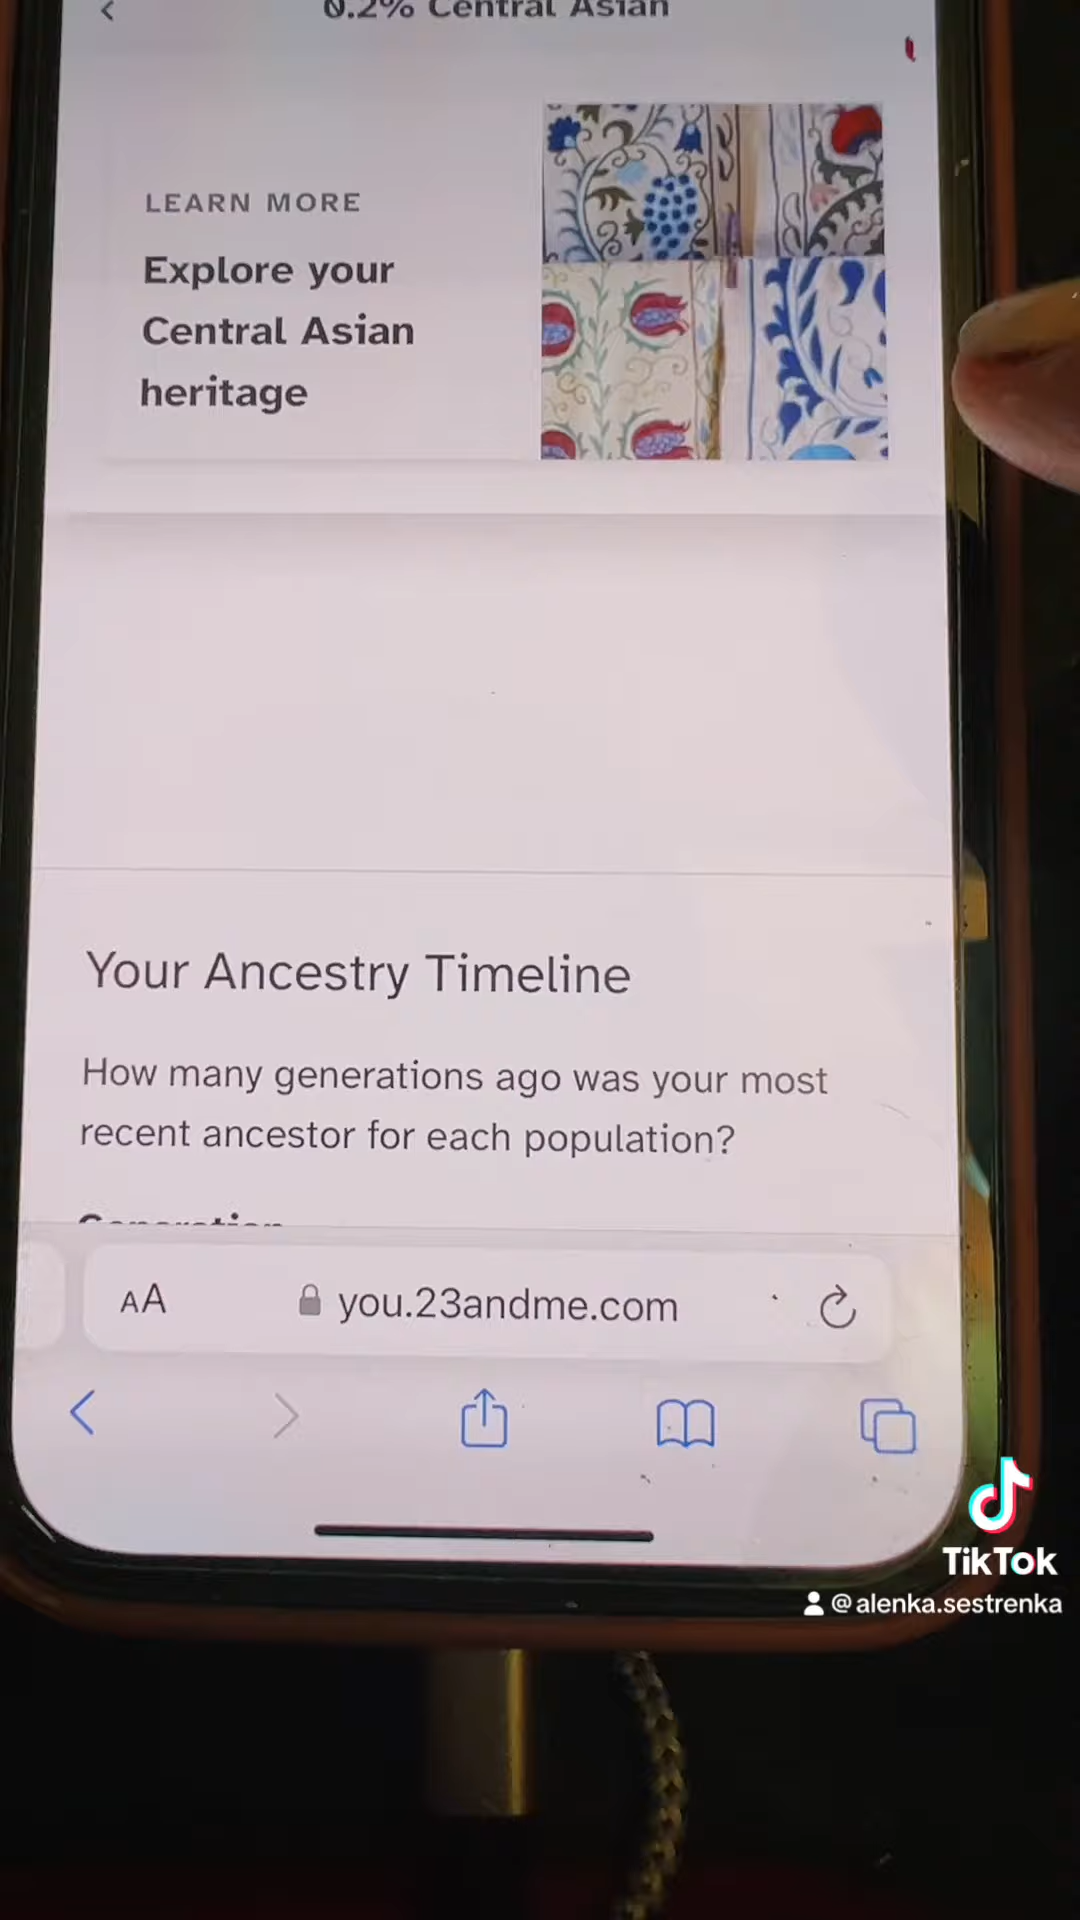 0.2% Central Asian
LEARN MORE
Explore your
Central Asian
heritage
Your Ancestry Timeline
How many generations ago was your most
recent ancestor for each population?
Generation
AA
you.23andme.com
TikTok
@alenka.sestrenka